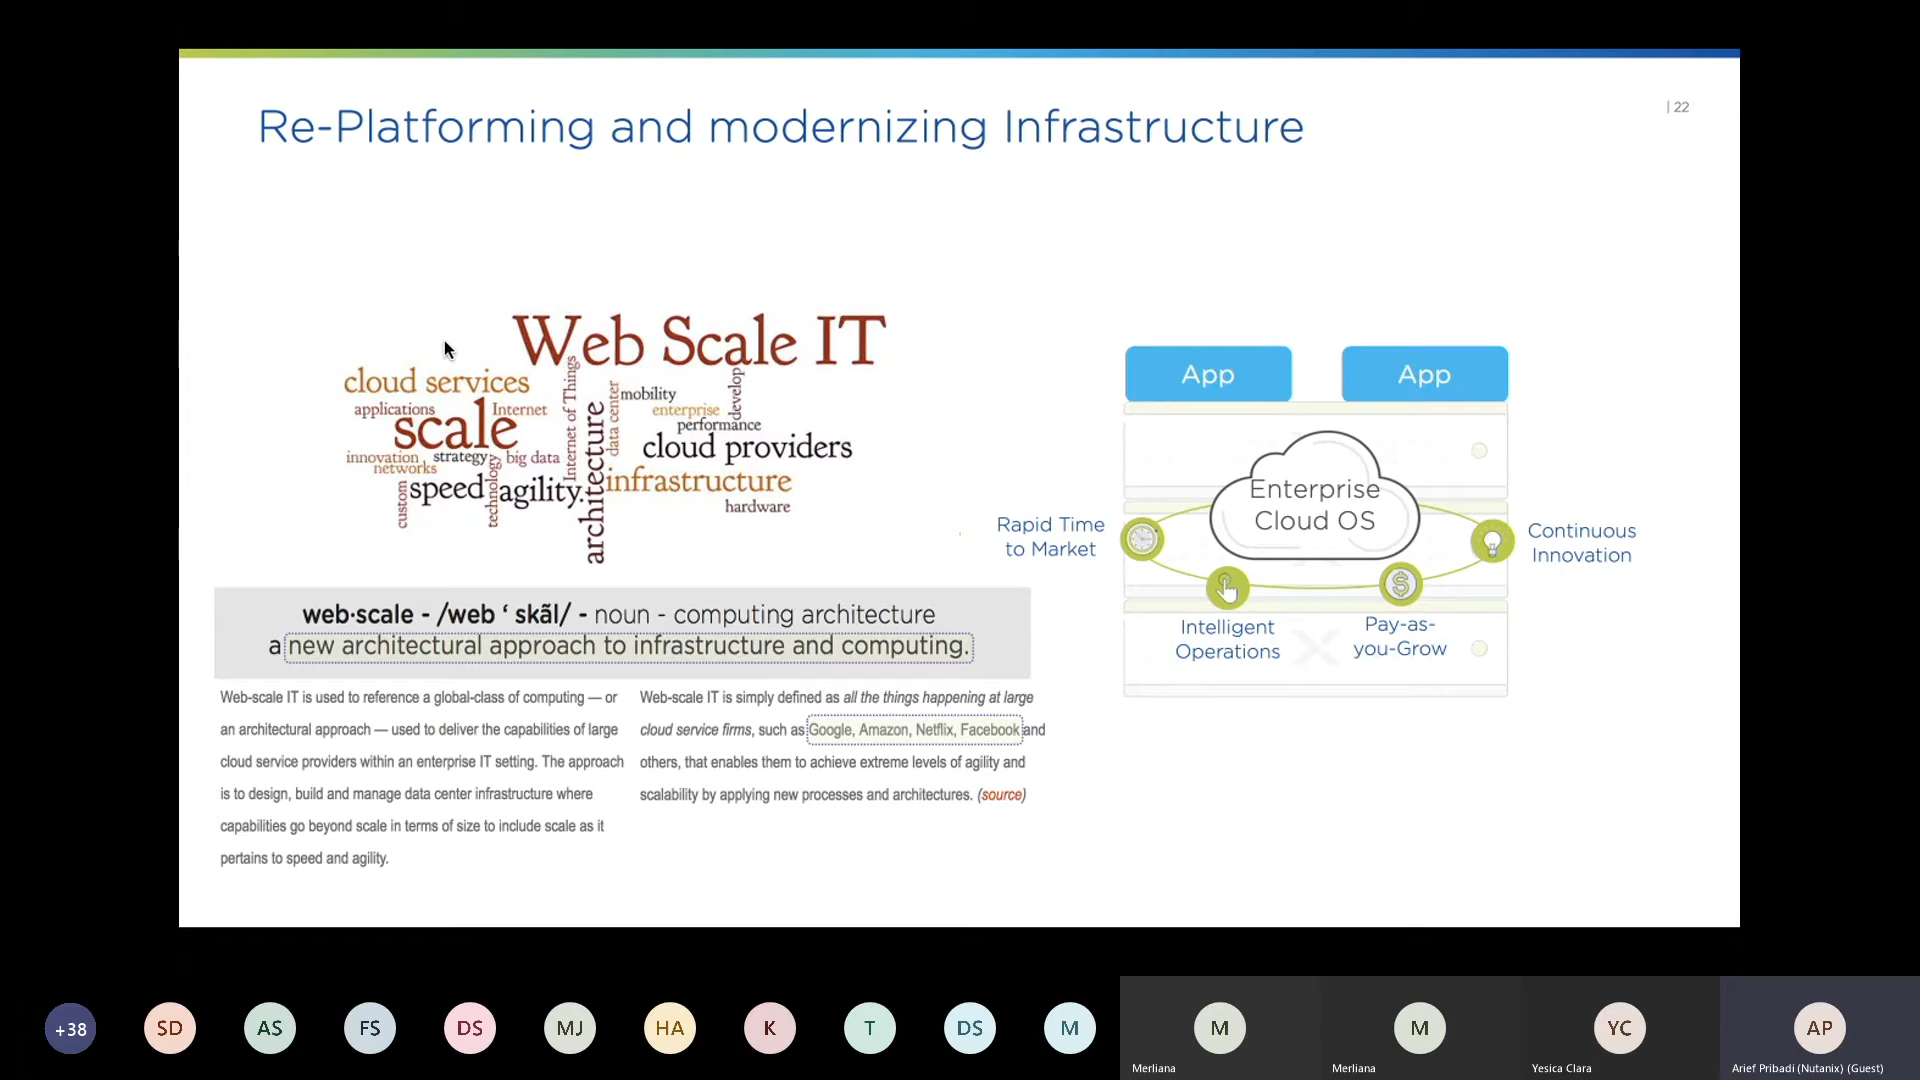 Re-Platforming and modernizing Infrastructure
| 22
Web Scale IT
cloud services
applications
Internet
scale
innovation
strategy
big data
networks
custom
speed
technology
agility
Internet of Things
architecture
data center
mobility
enterprise
develop
performance
cloud providers
infrastructure
hardware
web·scale - /web ‘ skãl/ - noun - computing architecture
a new architectural approach to infrastructure and computing.
Web-scale IT is used to reference a global-class of computing — or
an architectural approach — used to deliver the capabilities of large
cloud service providers within an enterprise IT setting. The approach
is to design, build and manage data center infrastructure where
capabilities go beyond scale in terms of size to include scale as it
pertains to speed and agility.
Web-scale IT is simply defined as all the things happening at large
cloud service firms, such as Google, Amazon, Netflix, Facebook and
others, that enables them to achieve extreme levels of agility and
scalability by applying new processes and architectures. (source)
App
App
Enterprise
Cloud OS
Rapid Time
to Market
Continuous
Innovation
Intelligent
Operations
Pay-as-
you-Grow
$
+38
SD
AS
FS
DS
MJ
HA
K
T
DS
M
M
Merliana
M
Merliana
YC
Yesica Clara
AP
Arief Pribadi (Nutanix) (Guest)